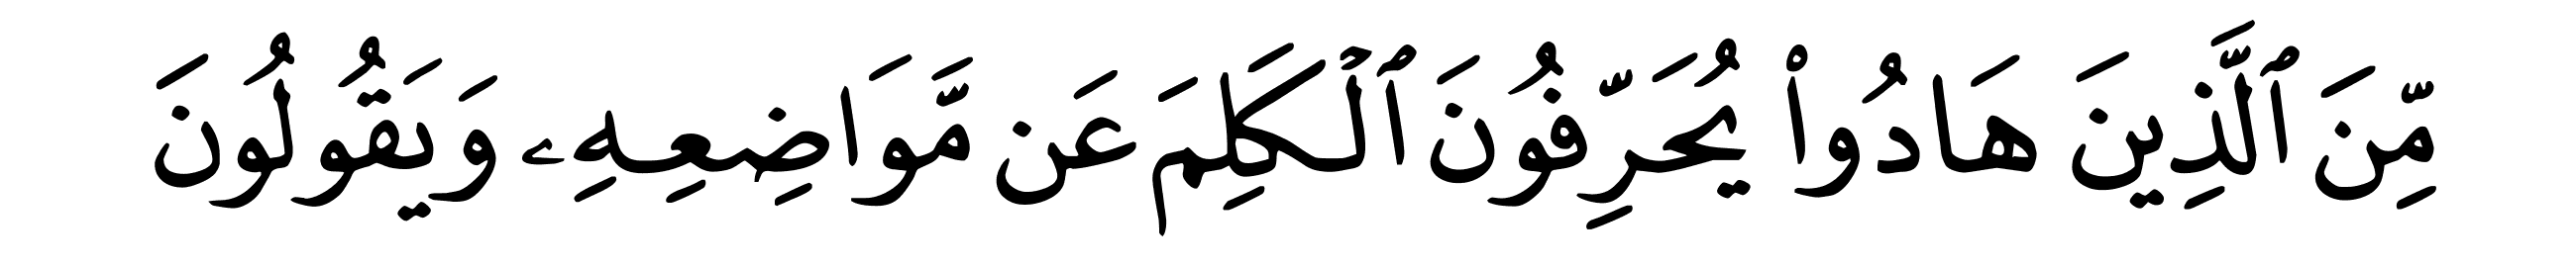 مِّنَ ٱلَّذِينَ هَادُوا۟ يُحَرِّفُونَ ٱلْكَلِمَ عَن مَّوَاضِعِهِۦ وَيَقُولُونَ